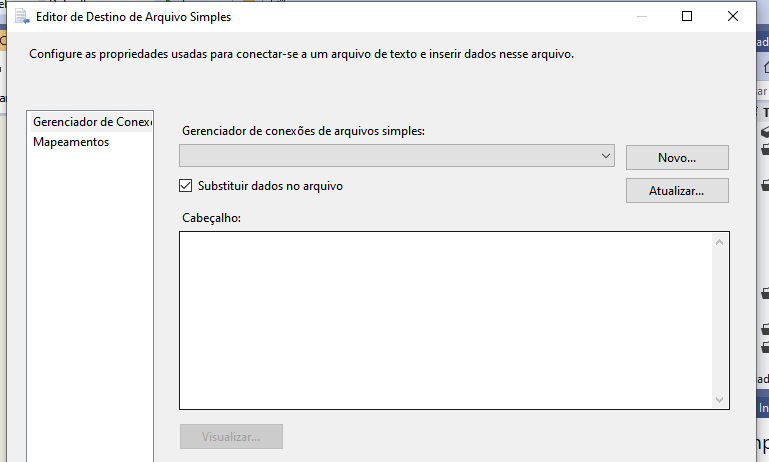 Editor de Destino de Arquivo Simples
Configure as propriedades usadas para conectar-se a um arquivo de texto e inserir dados nesse arquivo.
Gerenciador de Conex
Mapeamentos
Gerenciador de conexões de arquivos simples:
Novo...
Substituir dados no arquivo
Atualizar...
Cabeçalho:
Visualizar...